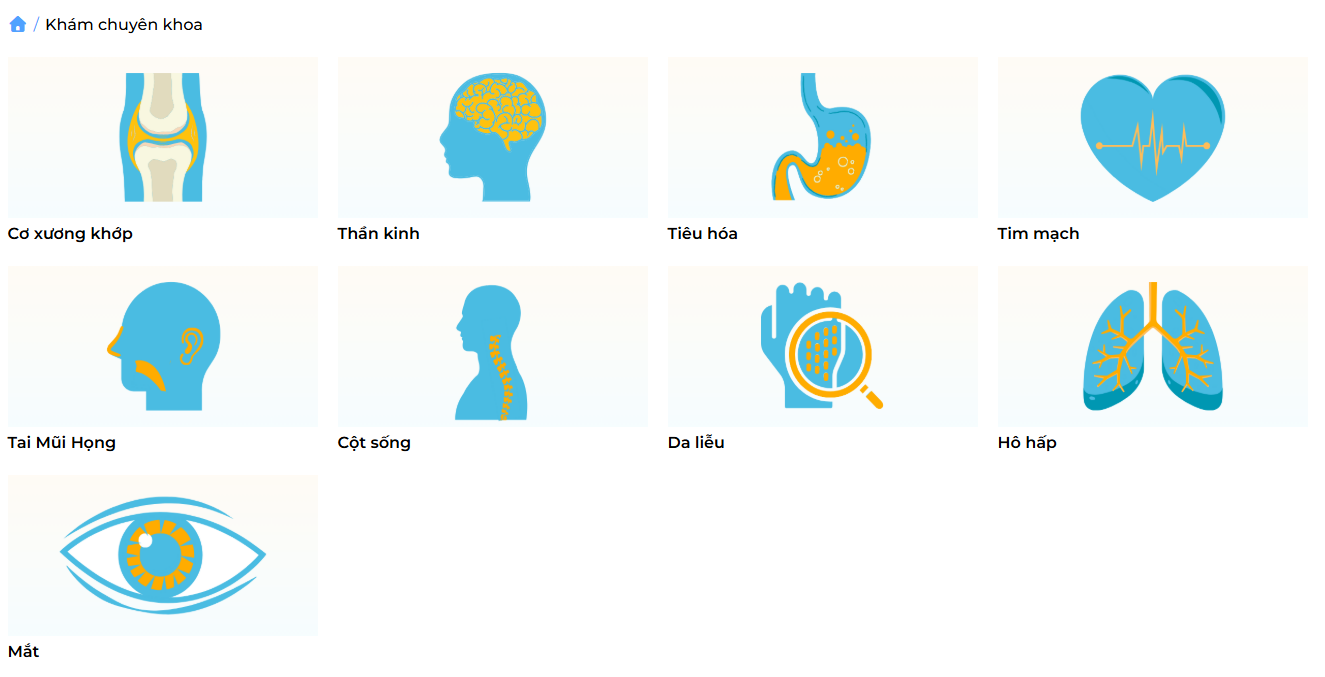 / Khám chuyên khoa
Cơ xương khớp
Thần kinh
Tiêu hóa
Tim mạch
Tai Mũi Họng
Cột sống
Da liễu
Hô hấp
Mắt